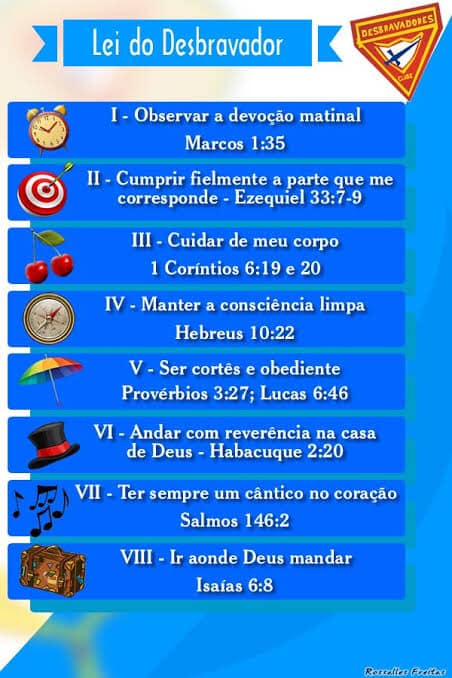 Lei do Desbravador
DESBRAVADORES
CLUBE
I - Observar a devoção matinal
Marcos 1:35
II - Cumprir fielmente a parte que me
corresponde - Ezequiel 33:7-9
III - Cuidar de meu corpo
1 Coríntios 6:19 e 20
IV - Manter a consciência limpa
Hebreus 10:22
V - Ser cortês e obediente
Provérbios 3:27; Lucas 6:46
VI - Andar com reverência na casa
de Deus - Habacuque 2:20
VII - Ter sempre um cântico no coração
Salmos 146:2
VIII - Ir aonde Deus mandar
Isaías 6:8
Rosseller Freitas